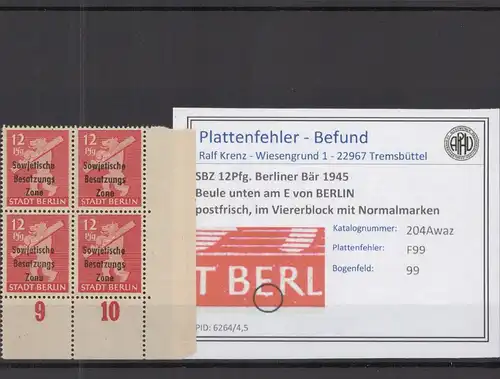 12 12
Pfg Pfg
Sowjetische Sowjetische
Besatzungs Besatzungs
Zone Zone
STADT BERLIN STADT BERLIN
12 12
Pfg Pfg
Sowjetische Sowjetische
Besatzungs Besatzungs
Zone Zone
STADT BERLIN STADT BERLIN
9 10
Plattenfehler - Befund
Ralf Krenz - Wiesengrund 1 - 22967 Tremsbüttel
SBZ 12Pfg. Berliner Bär 1945
Beule unten am E von BERLIN
postfrisch, im Viererblock mit Normalmarken
Katalognummer: 204Awaz
Plattenfehler: F99
Bogenfeld: 99
T BERL
PID: 6264/4,5